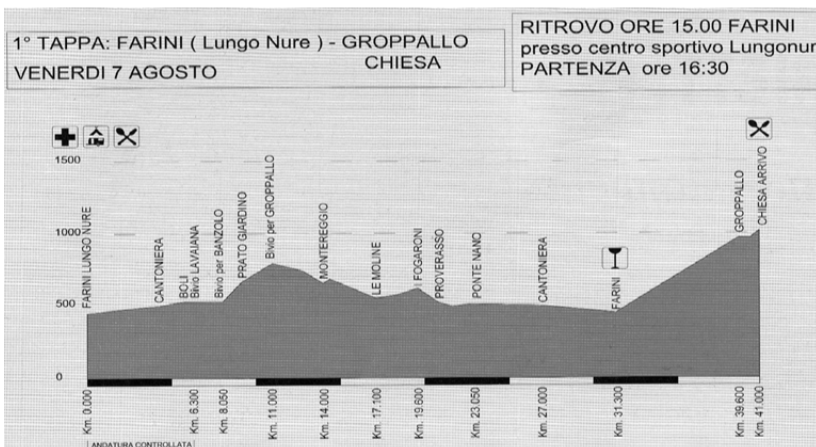 1° TAPPA: FARINI ( Lungo Nure ) - GROPPALLO
CHIESA
VENERDI 7 AGOSTO
RITROVO ORE 15.00 FARINI
presso centro sportivo Lungonur
PARTENZA ore 16:30
1500
1000
500
0
FARINI LUNGO NURE
CANTONIERA
BOLI
Bivio LAVAIANA
Bivio per BANZOLO
PRATO GIARDINO
Bivio per GROPPALLO
MONTEREGGIO
LE MOLINE
I FOGARONI
PROVERASSO
PONTE NANO
CANTONIERA
FARINI
GROPPALLO
CHIESA ARRIVO
Km. 0.000
Km. 6.300
Km. 8.050
Km. 11.000
Km. 14.000
Km. 17.100
Km. 19.600
Km. 23.050
Km. 27.000
Km. 31.300
Km. 39.600
Km. 41.000
ANDATURA CONTROLLATA